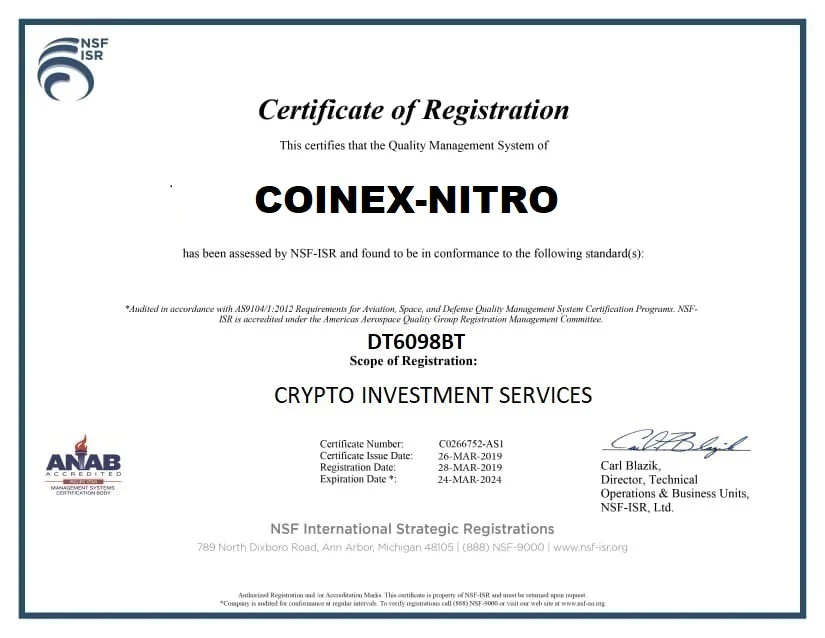 NSF
ISR
Certificate of Registration
This certifies that the Quality Management System of
COINEX-NITRO
has been assessed by NSF-ISR and found to be in conformance to the following standard(s):
*Audited in accordance with AS9104/1:2012 Requirements for Aviation, Space, and Defense Quality Management System Certification Programs. NSF-
ISR is accredited under the Americas Aerospace Quality Group Registration Management Committee.
DT6098BT
Scope of Registration:
CRYPTO INVESTMENT SERVICES
Certificate Number: C0266752-AS1
Certificate Issue Date: 26-MAR-2019
Registration Date: 28-MAR-2019
Expiration Date *: 24-MAR-2024
ANAB
ACCREDITED
MANAGEMENT SYSTEMS
CERTIFICATION BODY
Carl Blazik,
Director, Technical
Operations & Business Units,
NSF-ISR, Ltd.
NSF International Strategic Registrations
789 North Dixboro Road, Ann Arbor, Michigan 48105 | (888) NSF-9000 | www.nsf-isr.org
Authorized Registration and /or Accreditation Marks. This certificate is property of NSF-ISR and must be returned upon request.
*Company is audited for conformance at regular intervals. To verify registrations call (888) NSF-9000 or visit our web site at www.nsf-isr.org